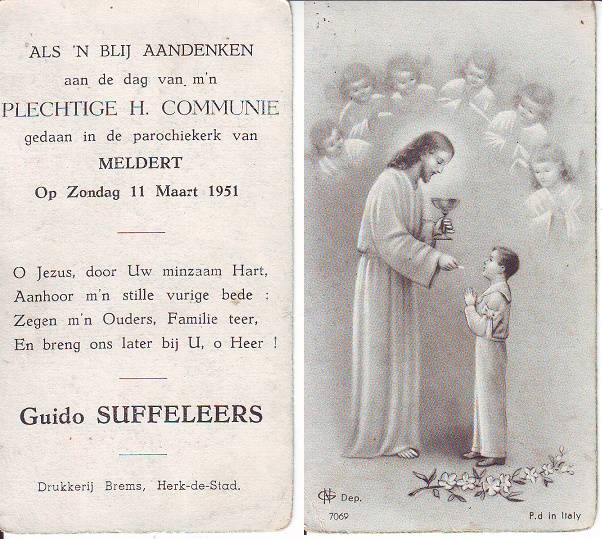 ALS 'N BLIJ AANDENKEN
aan de dag van m'n
PLECHTIGE H. COMMUNIE
gedaan in de parochiekerk van
MELDERT
Op Zondag 11 Maart 1951
O Jezus, door Uw minzaam Hart,
Aanhoor m'n stille vurige bede :
Zegen m'n Ouders, Familie teer,
En breng ons later bij U, o Heer !
Guido SUFFELEERS
Drukkerij Brems, Herk-de-Stad.
GN Dep.
7069
P.d in Italy